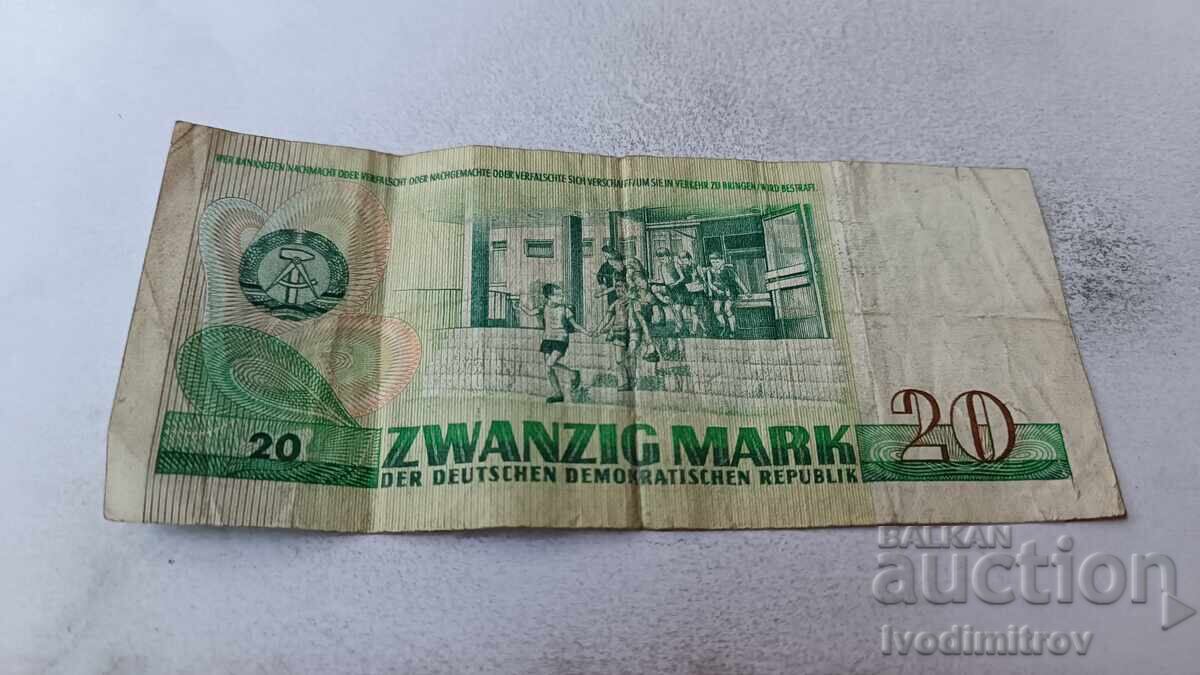 WER BANKNOTEN NACHMACHT ODER VERFÄLSCHT ODER NACHGEMACHTE ODER VERFÄLSCHTE SICH VERSCHAFFT/UM SIE IN VERKEHR ZU BRINGEN/WIRD BESTRAFT.
20
20
ZWANZIG MARK
DER DEUTSCHEN DEMOKRATISCHEN REPUBLIK
BALKAN
auction
Ivodimitrov